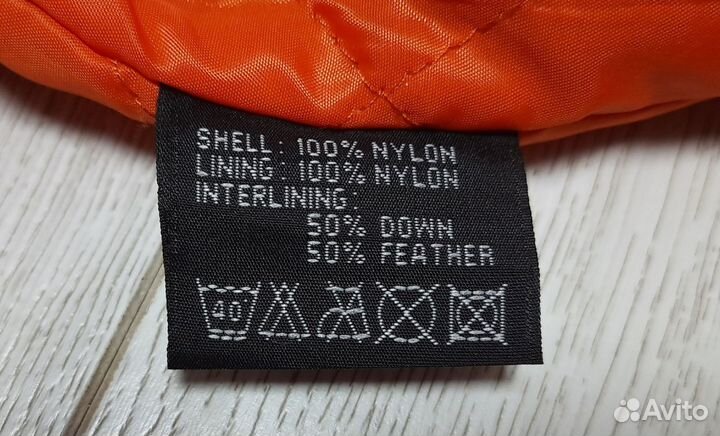 SHELL: 100% NYLON
LINING: 100% NYLON
INTERLINING:
50% DOWN
50% FEATHER
40°
Avito